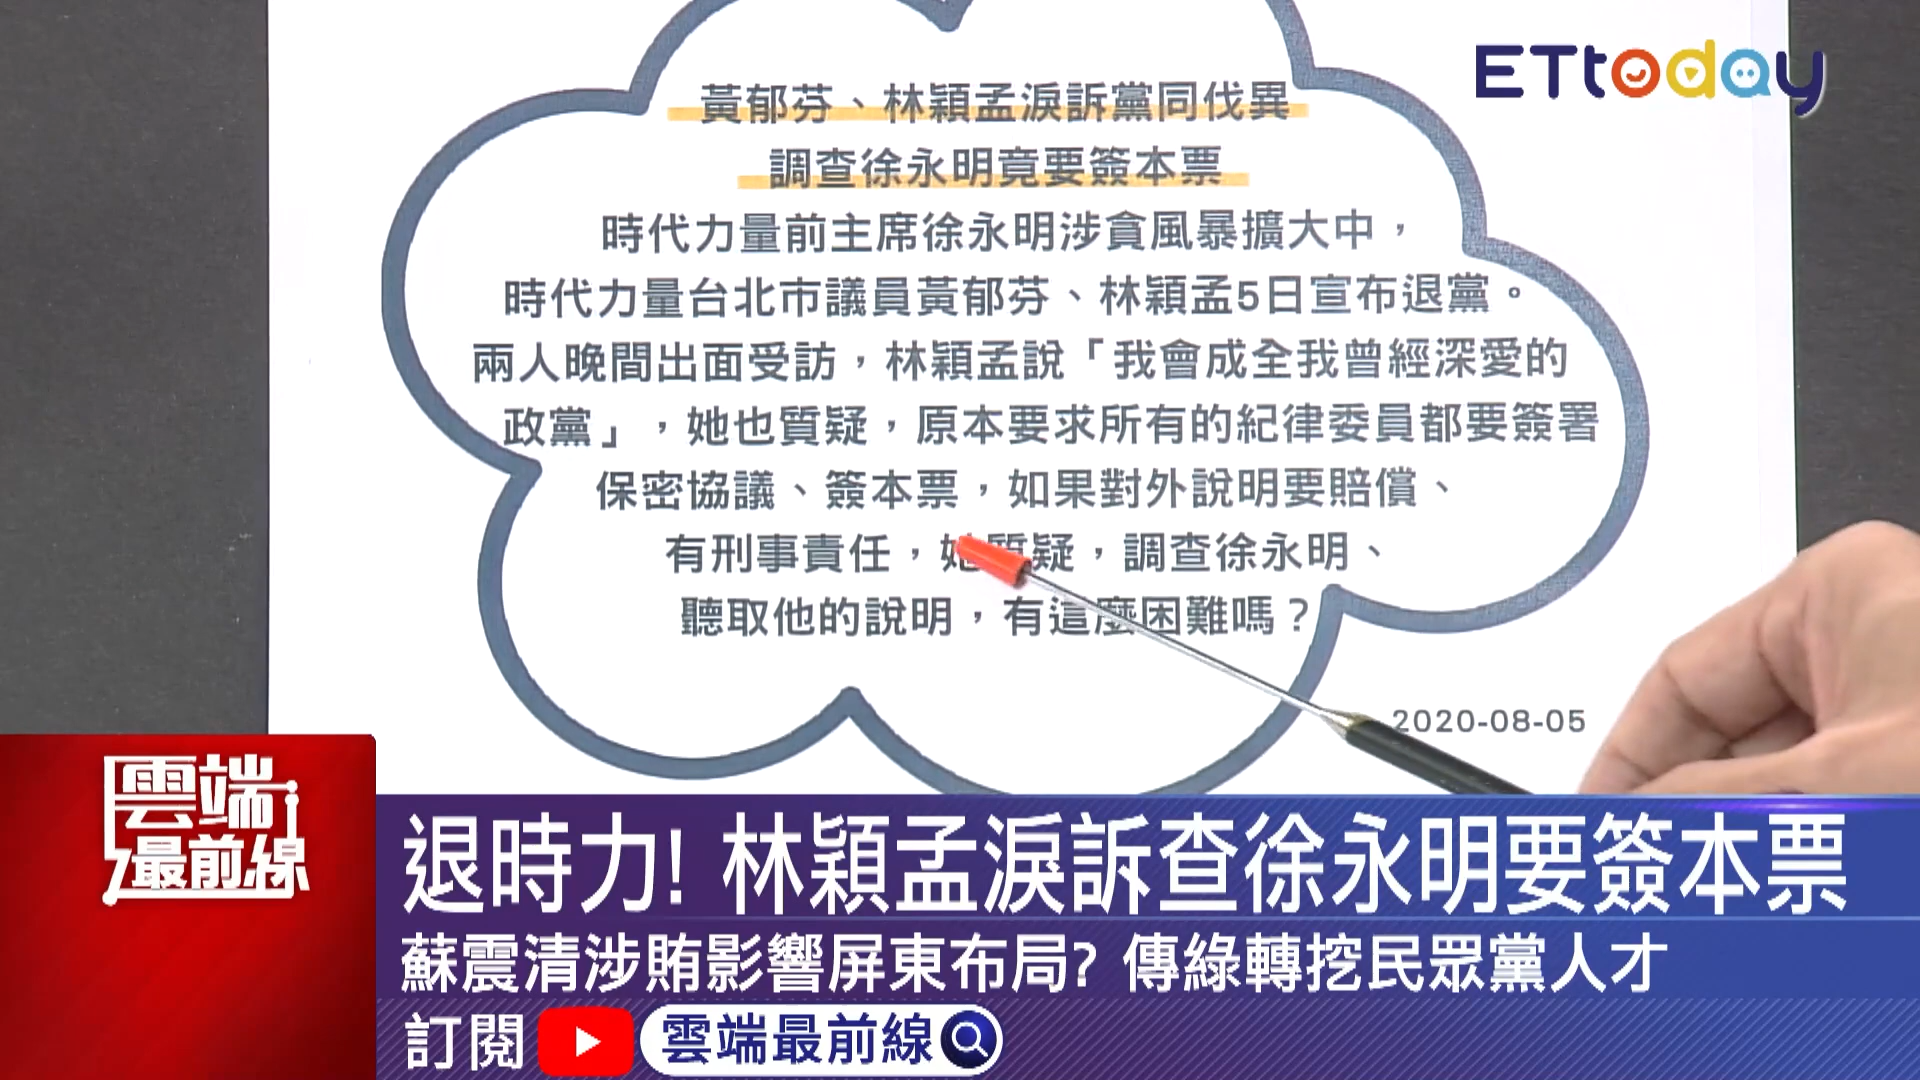 ETtoday
黃郁芬、林穎孟淚訴黨同伐異
調查徐永明竟要簽本票
時代力量前主席徐永明涉貪風暴擴大中，
時代力量台北市議員黃郁芬、林穎孟5日宣布退黨。
兩人晚間出面受訪，林穎孟說「我會成全我曾經深愛的
政黨」，她也質疑，原本要求所有的紀律委員都要簽署
保密協議、簽本票，如果對外說明要賠償、
有刑事責任，她質疑，調查徐永明、
聽取他的說明，有這麼困難嗎？
2020-08-05
雲端
最前線
退時力! 林穎孟淚訴查徐永明要簽本票
蘇震清涉賄影響屏東布局? 傳綠轉挖民眾黨人才
訂閱 雲端最前線